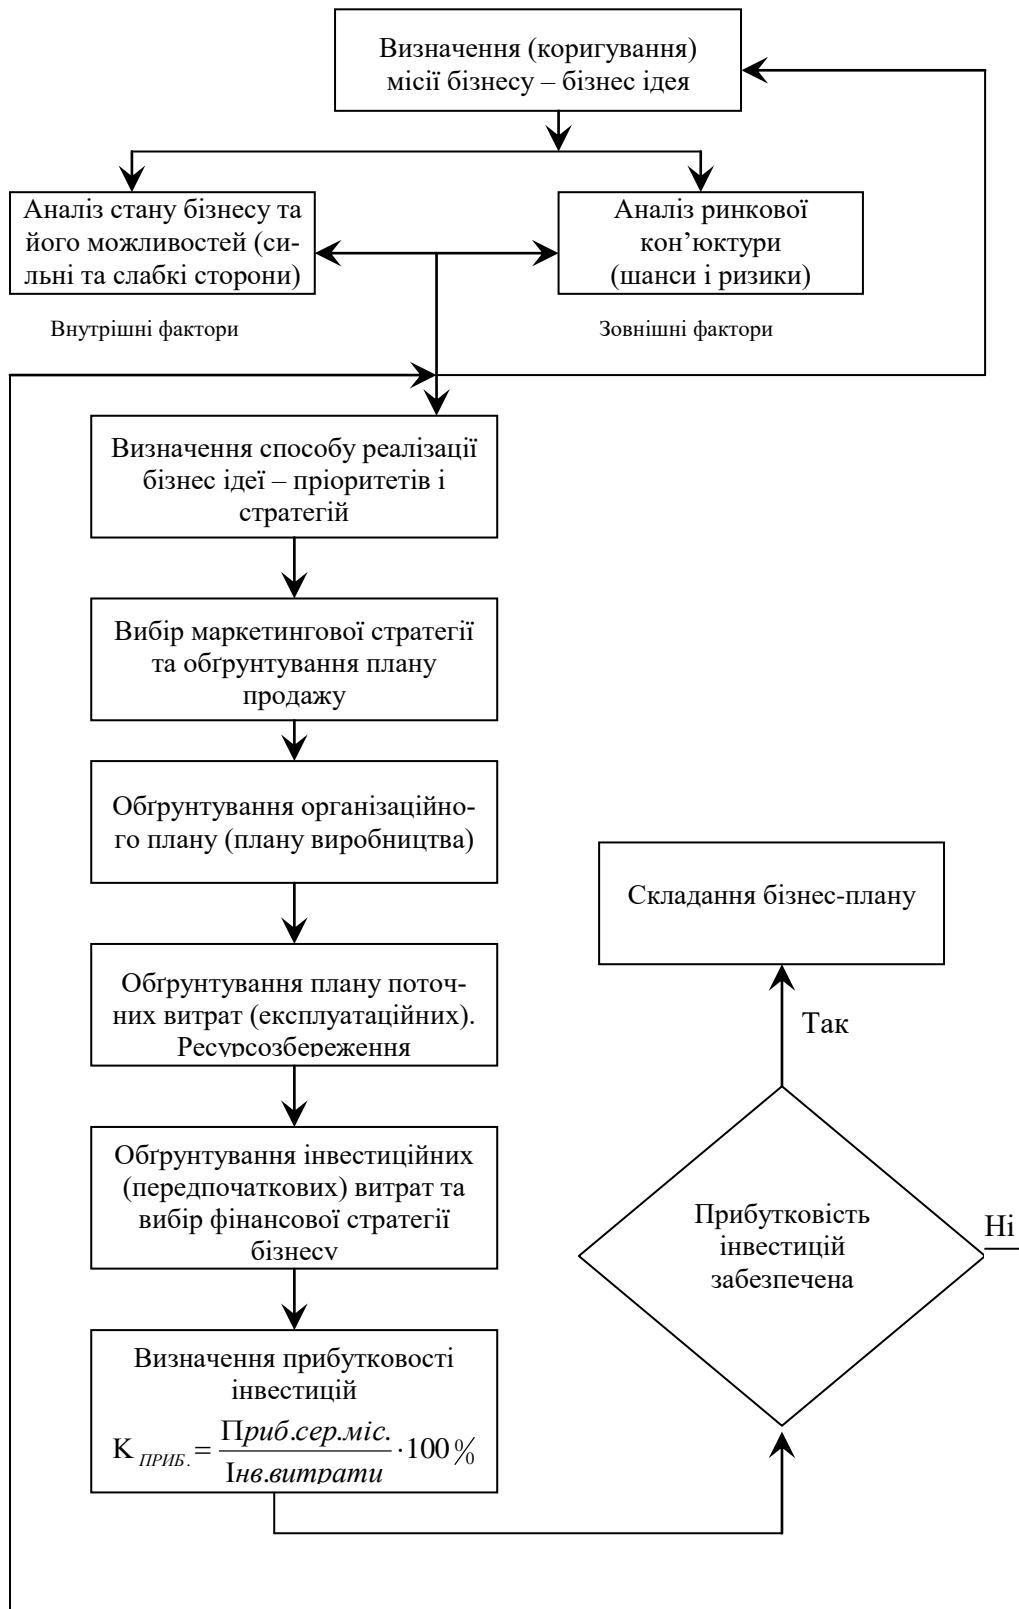 Визначення (коригування)
місії бізнесу – бізнес ідея
Аналіз стану бізнесу та
його можливостей (си-
льні та слабкі сторони)
Аналіз ринкової
кон’юктури
(шанси і ризики)
Внутрішні фактори
Зовнішні фактори
Визначення способу реалізації
бізнес ідеї – пріоритетів і
стратегій
Вибір маркетингової стратегії
та обґрунтування плану
продажу
Обґрунтування організаційно-
го плану (плану виробництва)
Обґрунтування плану поточ-
них витрат (експлуатаційних).
Ресурсозбереження
Обґрунтування інвестиційних
(передпочаткових) витрат та
вибір фінансової стратегії
бізнесу
Визначення прибутковості
інвестицій
К ПРИБ. = Приб.сер.міс. / Інв.витрати · 100%
Складання бізнес-плану
Так
Прибутковість
інвестицій
забезпечена
Ні